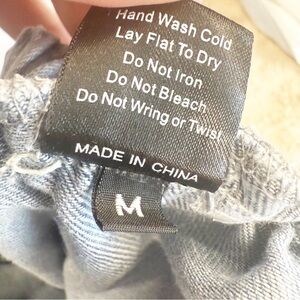 Hand Wash Cold
Lay Flat To Dry
Do Not Iron
Do Not Bleach
Do Not Wring or Twist
MADE IN CHINA
M